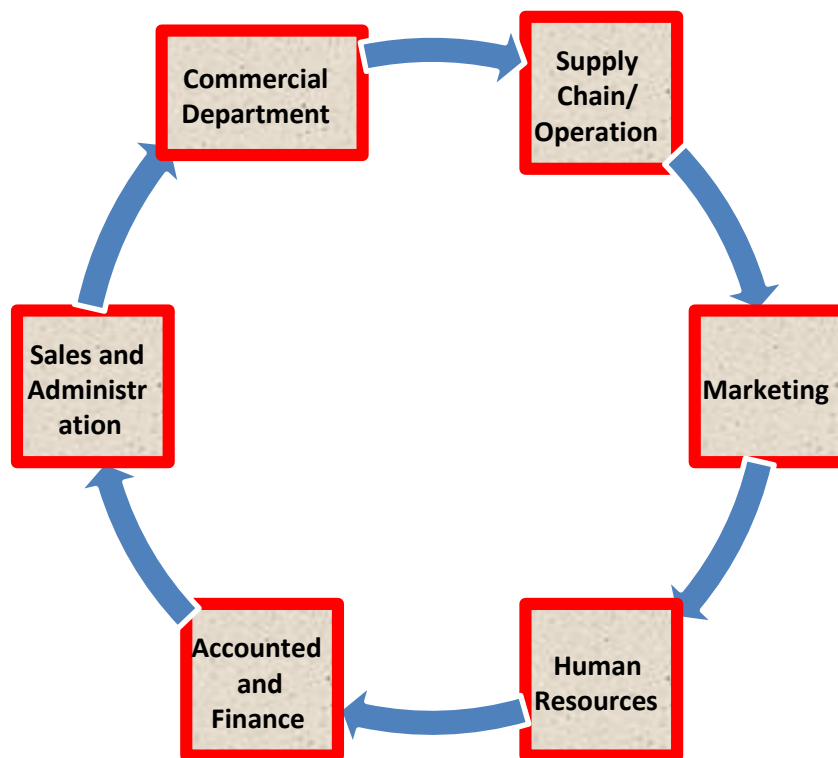 Commercial
Department
Supply
Chain/
Operation
Marketing
Human
Resources
Accounted
and
Finance
Sales and
Administr
ation